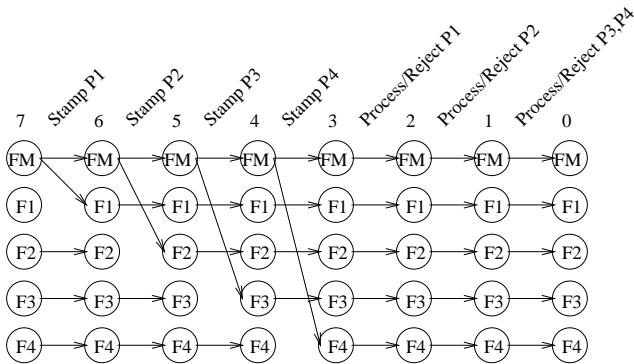 Stamp P1 Stamp P2 Stamp P3 Stamp P4 Process/Reject P1 Process/Reject P2 Process/Reject P3,P4
7 6 5 4 3 2 1 0
FM FM FM FM FM FM FM FM
F1 F1 F1 F1 F1 F1 F1 F1
F2 F2 F2 F2 F2 F2 F2 F2
F3 F3 F3 F3 F3 F3 F3 F3
F4 F4 F4 F4 F4 F4 F4 F4